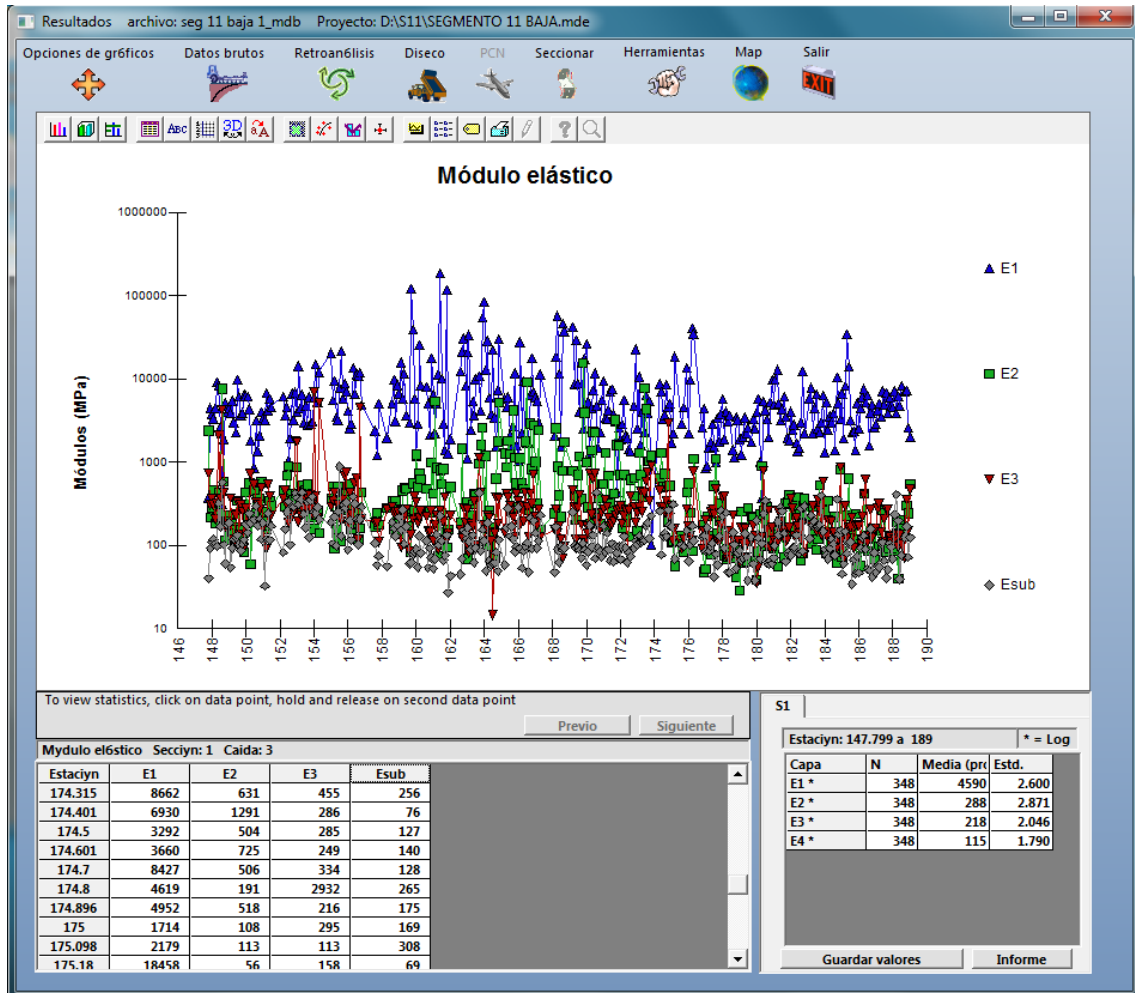 Resultados archivo: seg 11 baja 1_mdb Proyecto: D:\S11\SEGMENTO 11 BAJA.mde
Opciones de gr6ficos Datos brutos Retroan6lisis Diseco PCN Seccionar Herramientas Map Salir
EXIT
ABC 3D aA ?
Módulo elástico
Módulos (MPa)
1000000
100000
10000
1000
100
10
146 148 150 152 154 156 158 160 162 164 166 168 170 172 174 176 178 180 182 184 186 188 190
E1
E2
E3
Esub
To view statistics, click on data point, hold and release on second data point
Previo Siguiente
Mydulo el6stico Secciyn: 1 Caida: 3
Estaciyn E1 E2 E3 Esub
174.315 8662 631 455 256
174.401 6930 1291 286 76
174.5 3292 504 285 127
174.601 3660 725 249 140
174.7 8427 506 334 128
174.8 4619 191 2932 265
174.896 4952 518 216 175
175 1714 108 295 169
175.098 2179 113 113 308
175.18 18458 56 158 69
S1
Estaciyn: 147.799 a 189 * = Log
Capa N Media (pro Estd.
E1 * 348 4590 2.600
E2 * 348 288 2.871
E3 * 348 218 2.046
E4 * 348 115 1.790
Guardar valores Informe